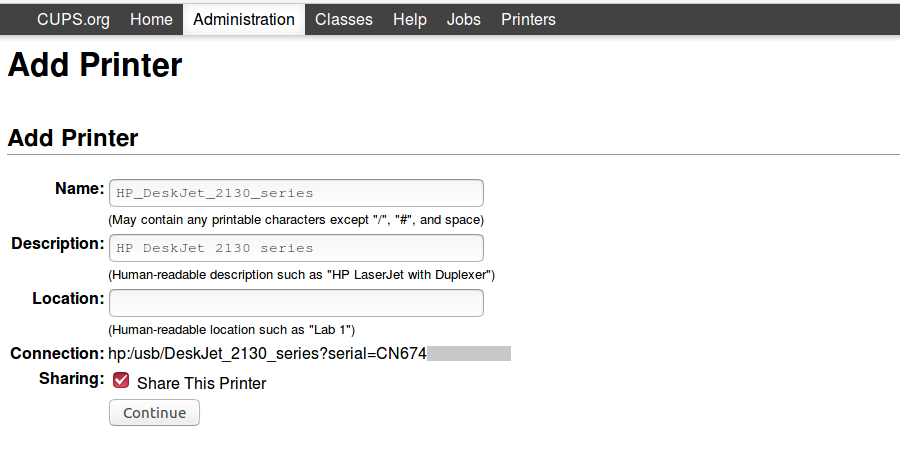 CUPS.org Home Administration Classes Help Jobs Printers
Add Printer
Add Printer
Name: HP_DeskJet_2130_series
(May contain any printable characters except "/", "#", and space)
Description: HP DeskJet 2130 series
(Human-readable description such as "HP LaserJet with Duplexer")
Location:
(Human-readable location such as "Lab 1")
Connection: hp:/usb/DeskJet_2130_series?serial=CN674
Sharing: Share This Printer
Continue